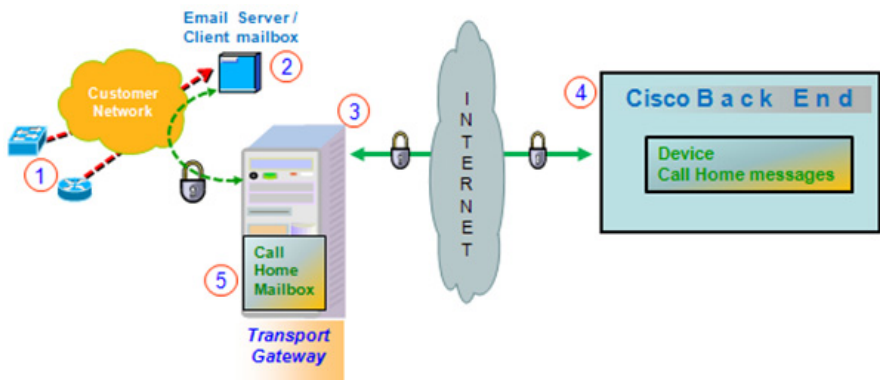 Email Server /
Client mailbox
2
Customer
Network
1
3
INTERNET
4
Cisco Back End
Device
Call Home messages
5
Call
Home
Mailbox
Transport
Gateway